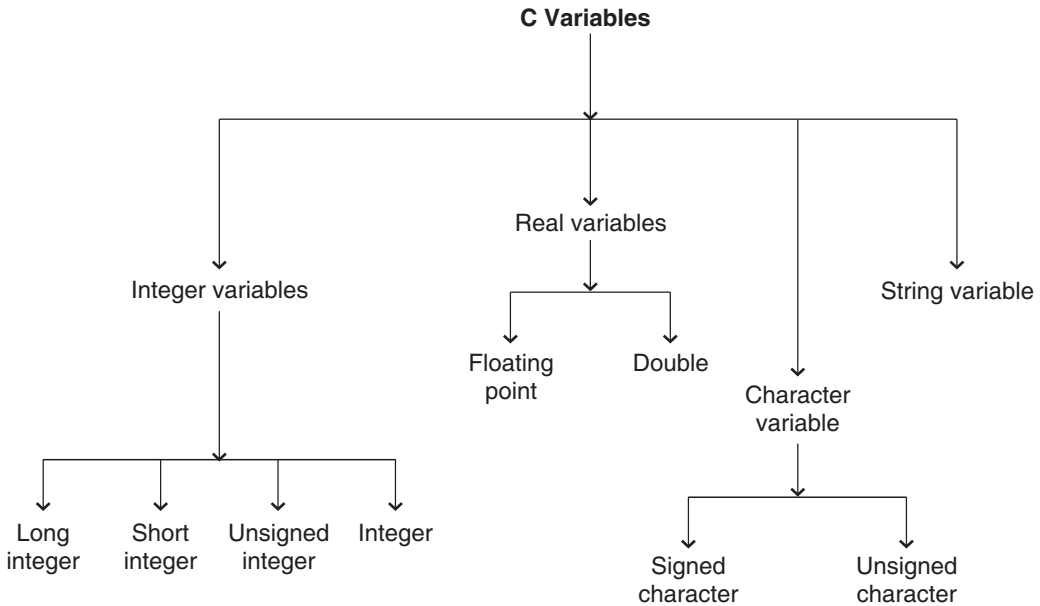 C Variables
Real variables
Integer variables
String variable
Floating
point
Double
Character
variable
Long
integer
Short
integer
Unsigned
integer
Integer
Signed
character
Unsigned
character